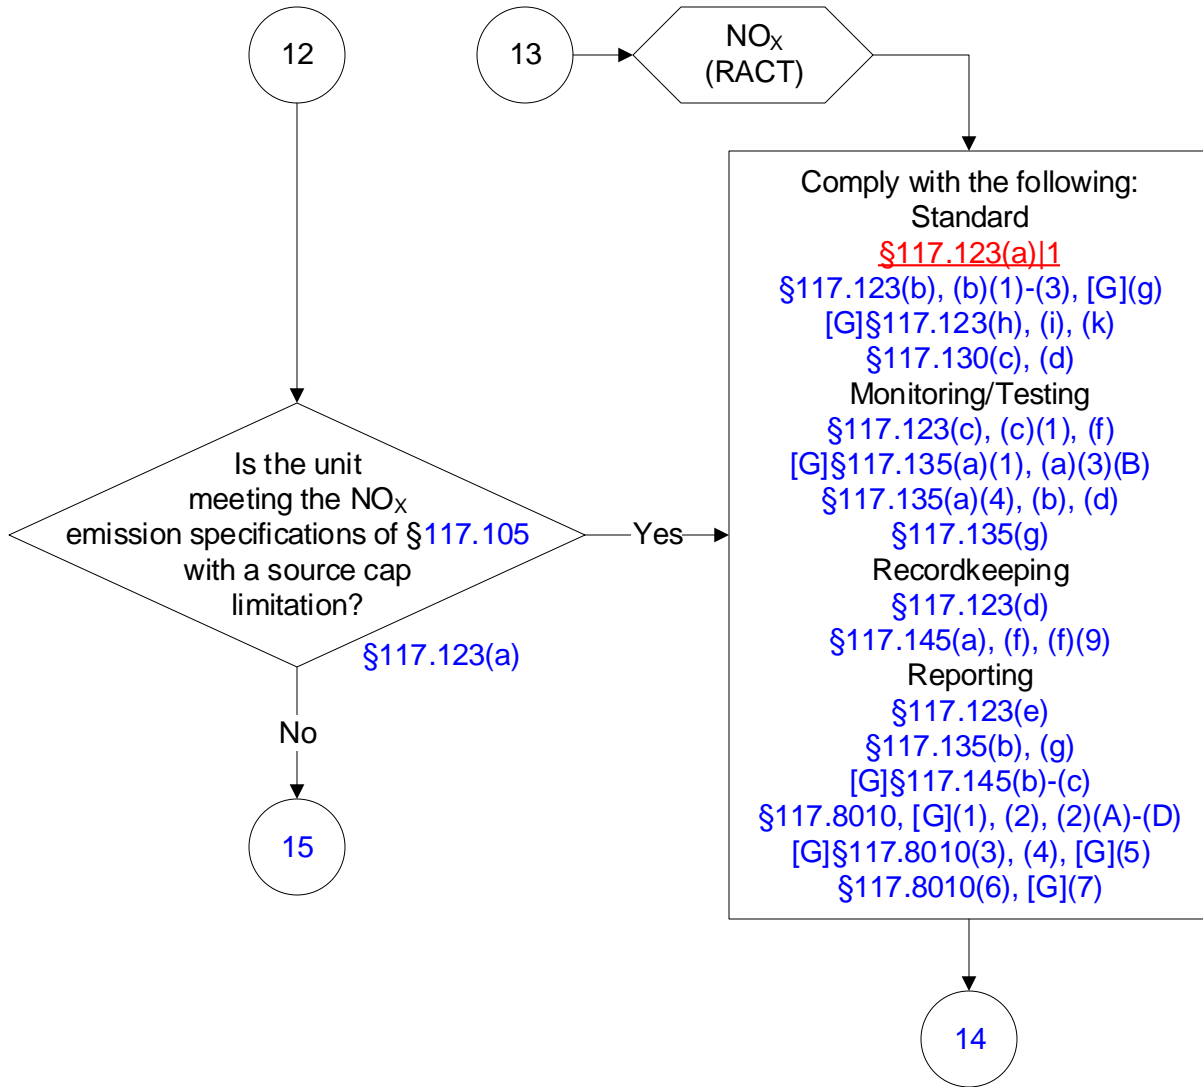 12
13
NOX
(RACT)
Comply with the following:
Standard
§117.123(a)|1
§117.123(b), (b)(1)-(3), [G](g)
[G]§117.123(h), (i), (k)
§117.130(c), (d)
Monitoring/Testing
§117.123(c), (c)(1), (f)
[G]§117.135(a)(1), (a)(3)(B)
§117.135(a)(4), (b), (d)
§117.135(g)
Recordkeeping
§117.123(d)
§117.145(a), (f), (f)(9)
Reporting
§117.123(e)
§117.135(b), (g)
[G]§117.145(b)-(c)
§117.8010, [G](1), (2), (2)(A)-(D)
[G]§117.8010(3), (4), [G](5)
§117.8010(6), [G](7)
Is the unit
meeting the NOX
emission specifications of §117.105
with a source cap
limitation?
Yes
§117.123(a)
No
15
14